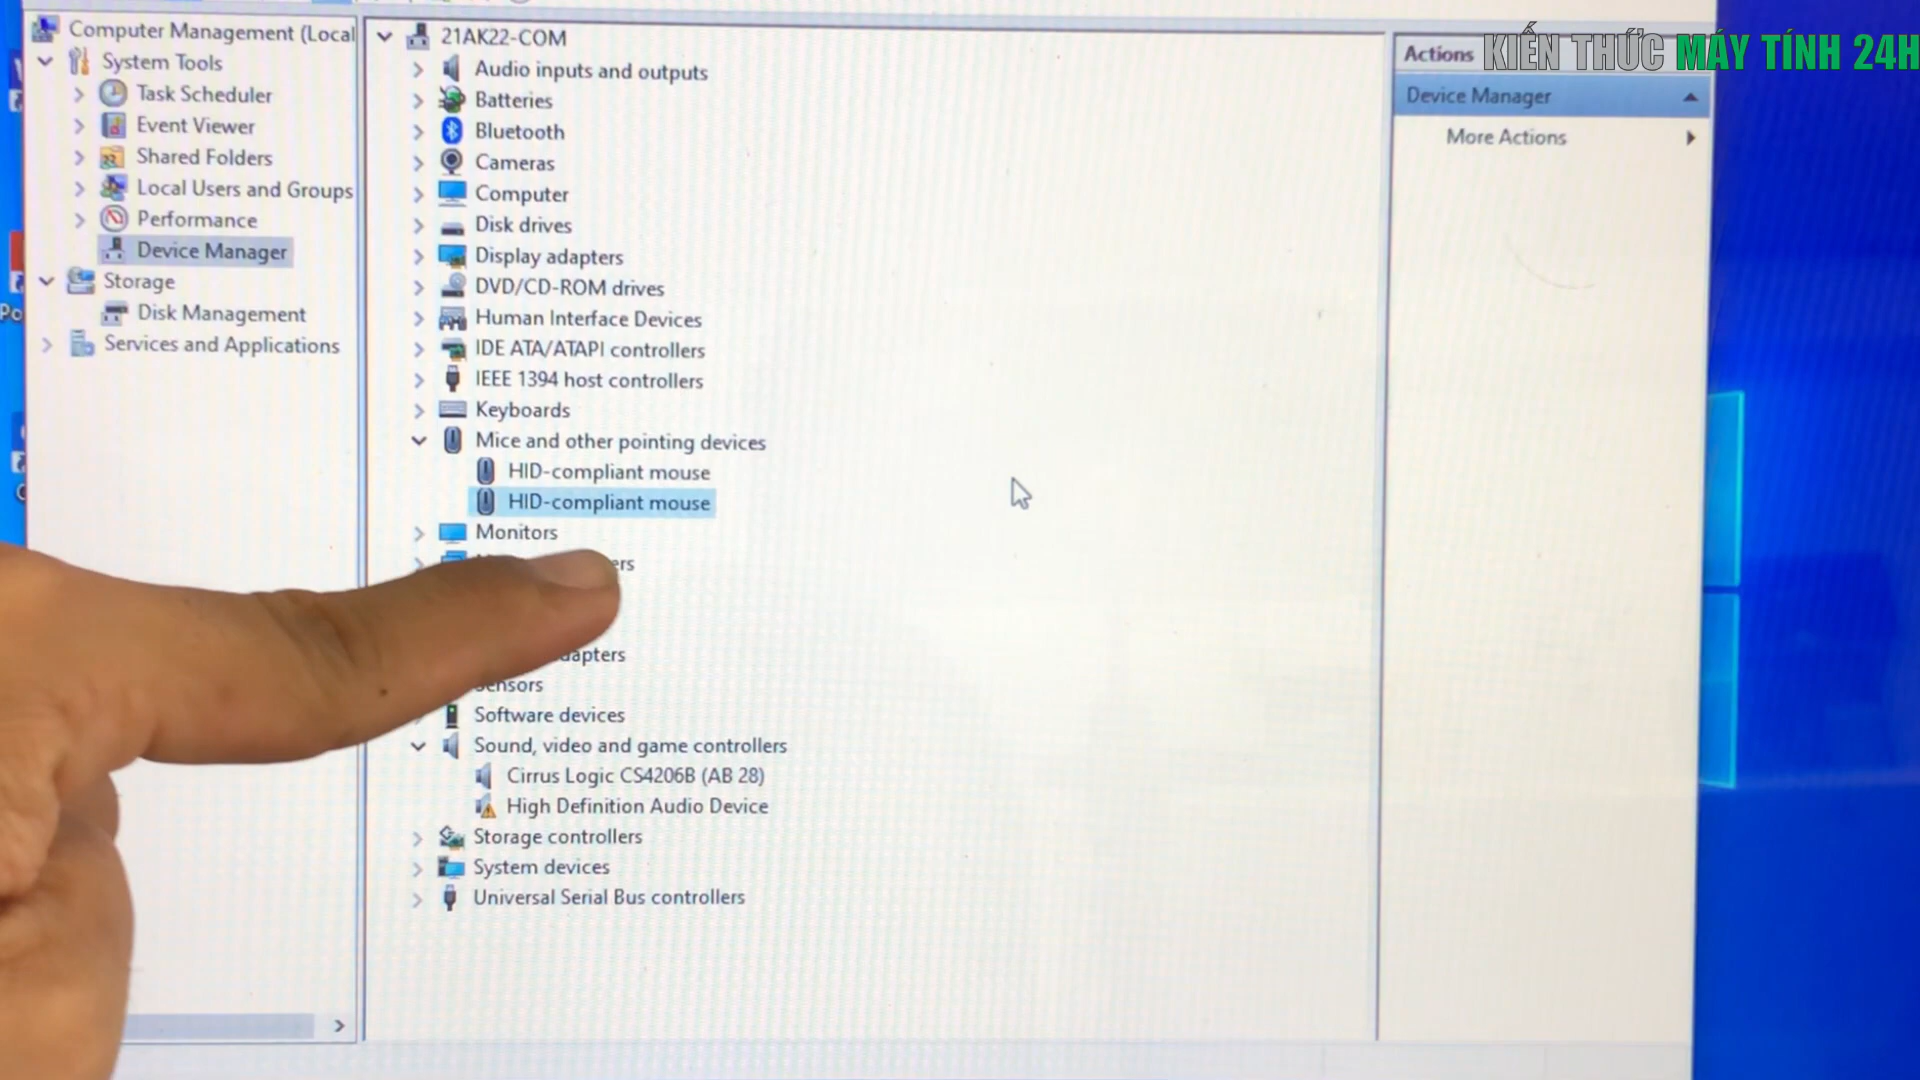 Computer Management (Local
System Tools
Task Scheduler
Event Viewer
Shared Folders
Local Users and Groups
Performance
Device Manager
Storage
Disk Management
Services and Applications
21AK22-COM
Audio inputs and outputs
Batteries
Bluetooth
Cameras
Computer
Disk drives
Display adapters
DVD/CD-ROM drives
Human Interface Devices
IDE ATA/ATAPI controllers
IEEE 1394 host controllers
Keyboards
Mice and other pointing devices
HID-compliant mouse
HID-compliant mouse
Monitors
ers
dapters
Sensors
Software devices
Sound, video and game controllers
Cirrus Logic CS4206B (AB 28)
High Definition Audio Device
Storage controllers
System devices
Universal Serial Bus controllers
Actions
Device Manager
More Actions
KIẾN THỨC MÁY TÍNH 24H
Po